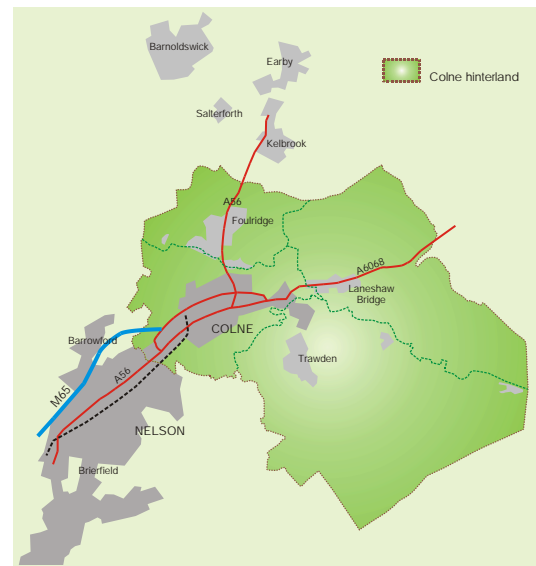 Barnoldswick
Earby
Colne hinterland
Salterforth
Kelbrook
A56
Foulridge
A6068
Laneshaw
Bridge
COLNE
Barrowford
Trawden
A56
M65
NELSON
Brierfield